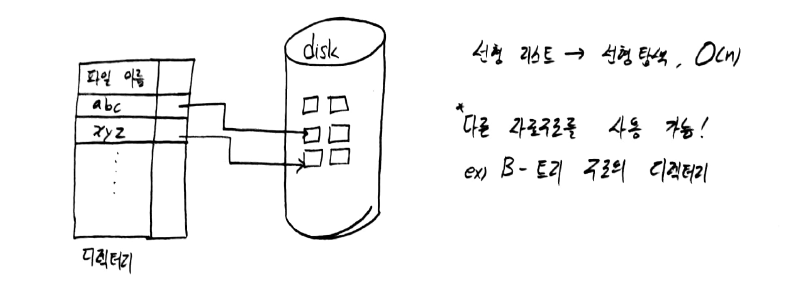 파일 이름
abc
xyz
디렉터리
disk
선형 리스트 → 선형 탐색, O(n)
*다른 자료구조를 사용 가능!
ex) B-트리 구조의 디렉터리